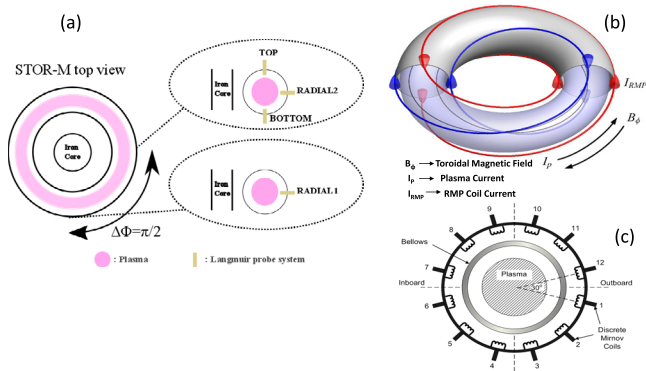 (a)
STOR-M top view
Iron
Core
ΔΦ=π/2
TOP
Iron
Core
RADIAL2
BOTTOM
Iron
Core
RADIAL1
: Plasma
: Langmuir probe system
(b)
I_RMP
B_ϕ
I_P
B_ϕ → Toroidal Magnetic Field
I_P → Plasma Current
I_RMP → RMP Coil Current
(c)
9
10
8
11
Bellows
7
12
Plasma
Inboard
30°
Outboard
6
1
Discrete
Mirnov
Coils
5
2
4
3